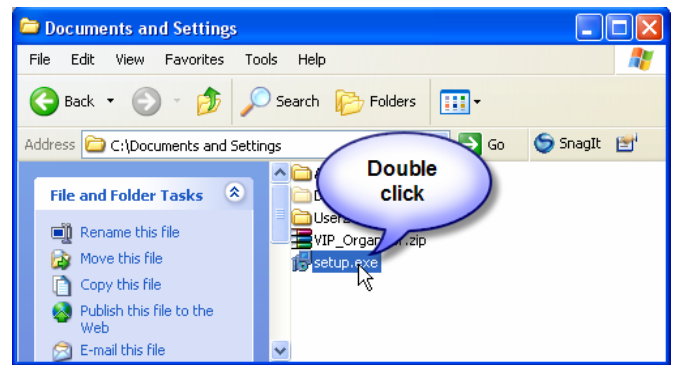 Documents and Settings
File Edit View Favorites Tools Help
Back Search Folders
Address C:\Documents and Settings Go SnagIt
Double
click
File and Folder Tasks
Rename this file
Move this file
Copy this file
Publish this file to the
Web
E-mail this file
setup.exe